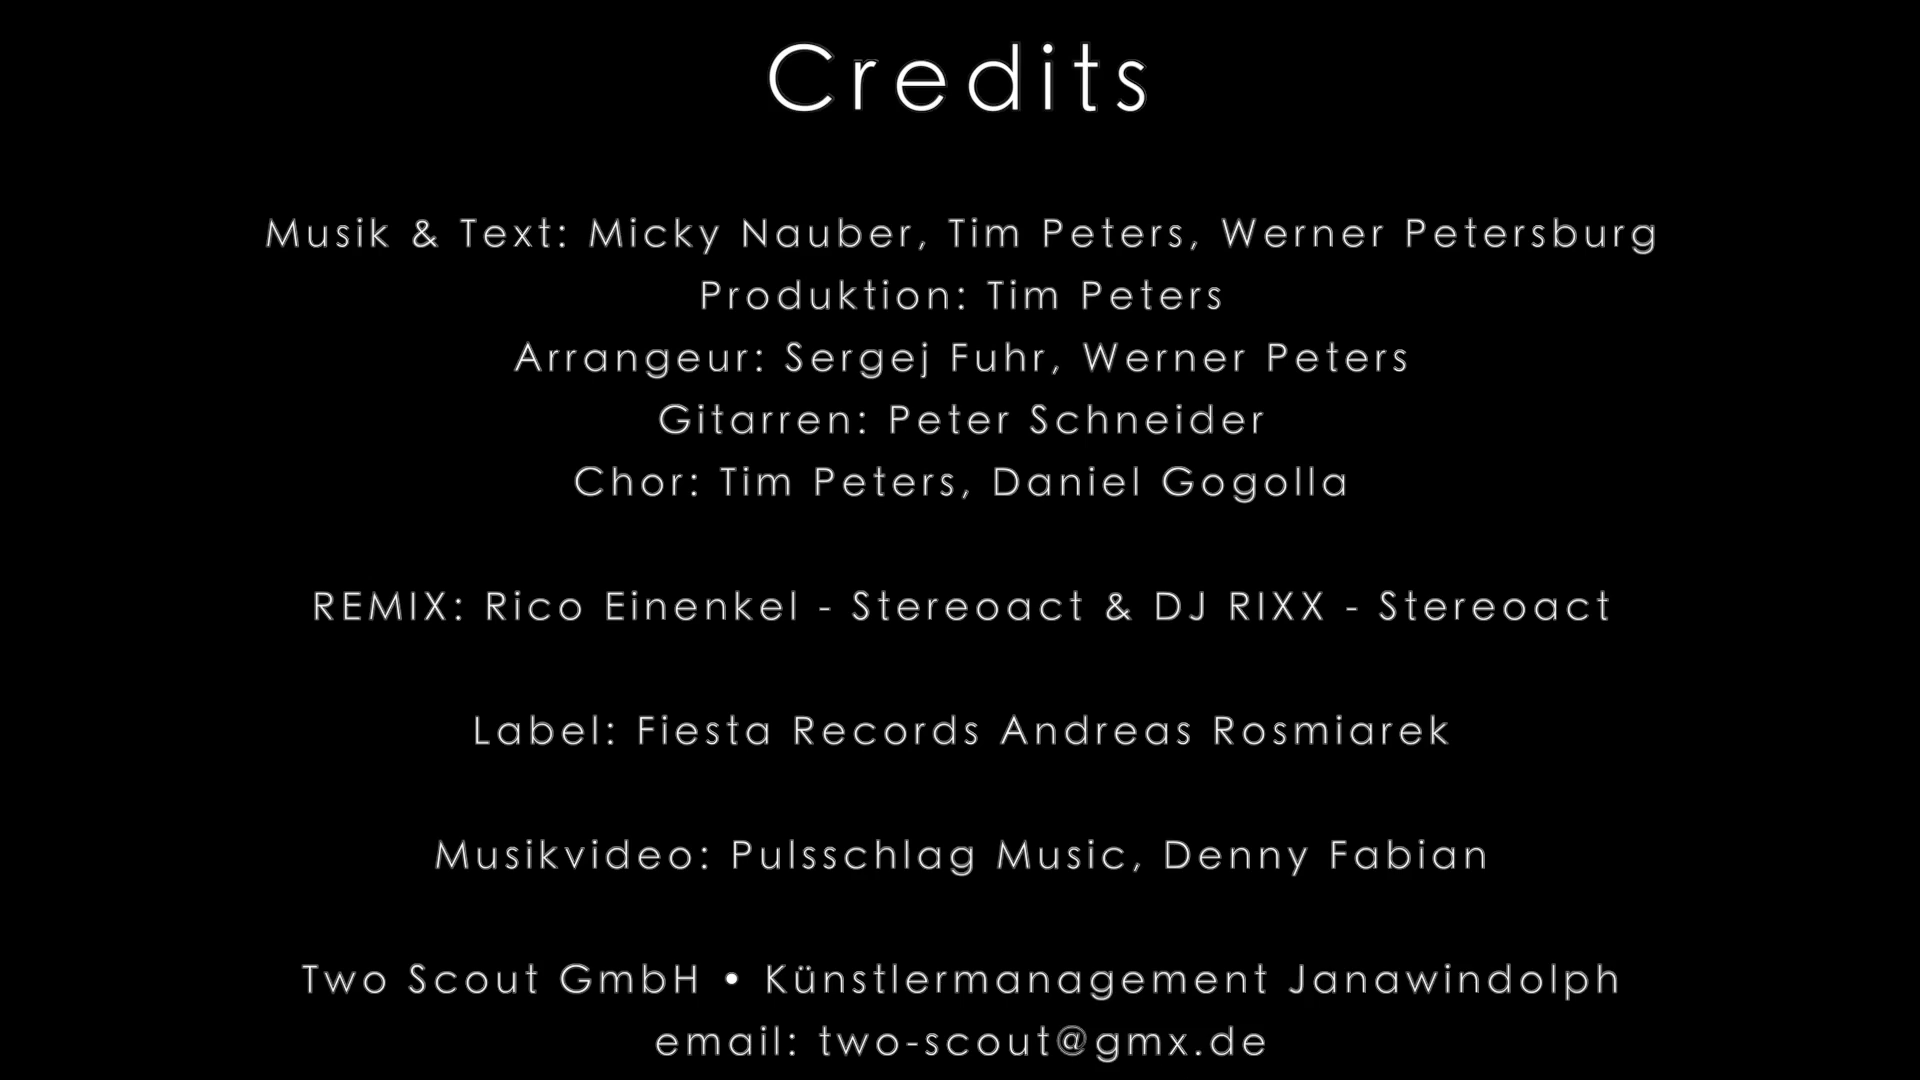 Credits
Musik & Text: Micky Nauber, Tim Peters, Werner Petersburg
Produktion: Tim Peters
Arrangeur: Sergej Fuhr, Werner Peters
Gitarren: Peter Schneider
Chor: Tim Peters, Daniel Gogolla
REMIX: Rico Einenkel - Stereoact & DJ RIXX - Stereoact
Label: Fiesta Records Andreas Rosmiarek
Musikvideo: Pulsschlag Music, Denny Fabian
Two Scout GmbH • Künstlermanagement Janawindolph
email: two-scout@gmx.de